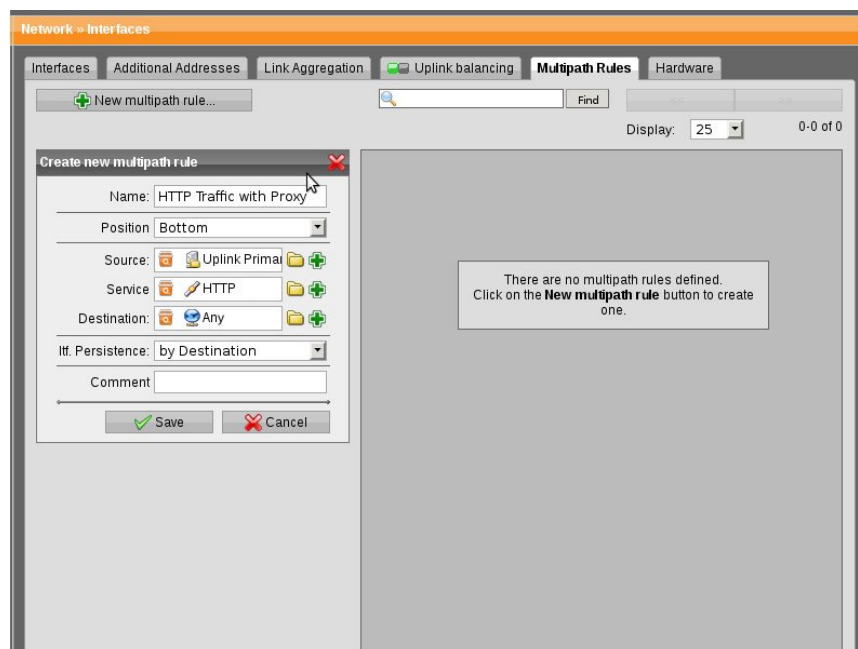 Network » Interfaces
Interfaces Additional Addresses Link Aggregation Uplink balancing Multipath Rules Hardware
New multipath rule...
Find
<< >>
Display: 25
0-0 of 0
Create new multipath rule
Name: HTTP Traffic with Proxy
Position Bottom
Source: Uplink Primar
Service HTTP
Destination: Any
Itf. Persistence: by Destination
Comment
Save Cancel
There are no multipath rules defined.
Click on the New multipath rule button to create
one.